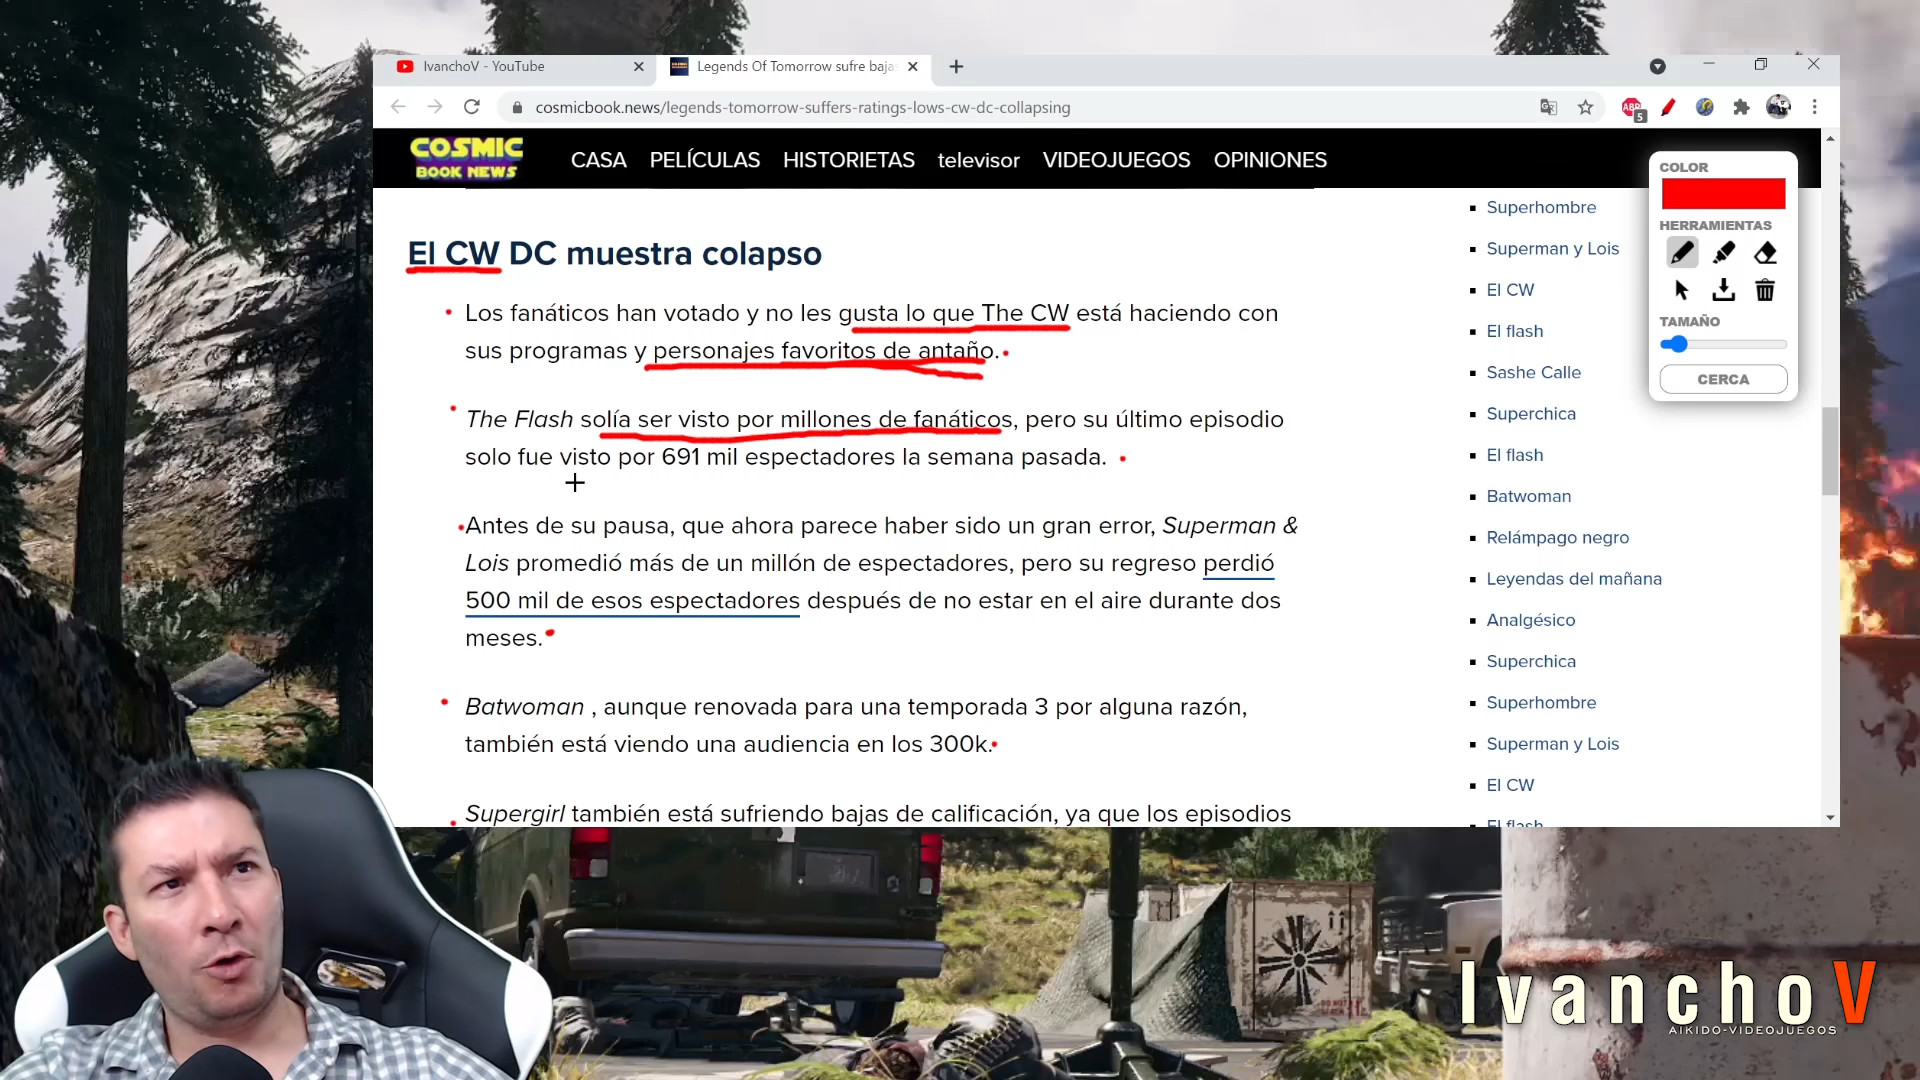 IvanchoV - YouTube
Legends Of Tomorrow sufre baja
cosmicbook.news/legends-tomorrow-suffers-ratings-lows-cw-dc-collapsing
ABP
5
COSMIC
BOOK NEWS
CASA PELÍCULAS HISTORIETAS televisor VIDEOJUEGOS OPINIONES
COLOR
HERRAMIENTAS
TAMAÑO
CERCA
El CW DC muestra colapso
Los fanáticos han votado y no les gusta lo que The CW está haciendo con
sus programas y personajes favoritos de antaño.
The Flash solía ser visto por millones de fanáticos, pero su último episodio
solo fue visto por 691 mil espectadores la semana pasada.
Antes de su pausa, que ahora parece haber sido un gran error, Superman &
Lois promedió más de un millón de espectadores, pero su regreso perdió
500 mil de esos espectadores después de no estar en el aire durante dos
meses.
Batwoman , aunque renovada para una temporada 3 por alguna razón,
también está viendo una audiencia en los 300k.
Supergirl también está sufriendo bajas de calificación, ya que los episodios
Superhombre
Superman y Lois
El CW
El flash
Sashe Calle
Superchica
El flash
Batwoman
Relámpago negro
Leyendas del mañana
Analgésico
Superchica
Superhombre
Superman y Lois
El CW
El flash
IvanchoV
AIKIDO-VIDEOJUEGOS